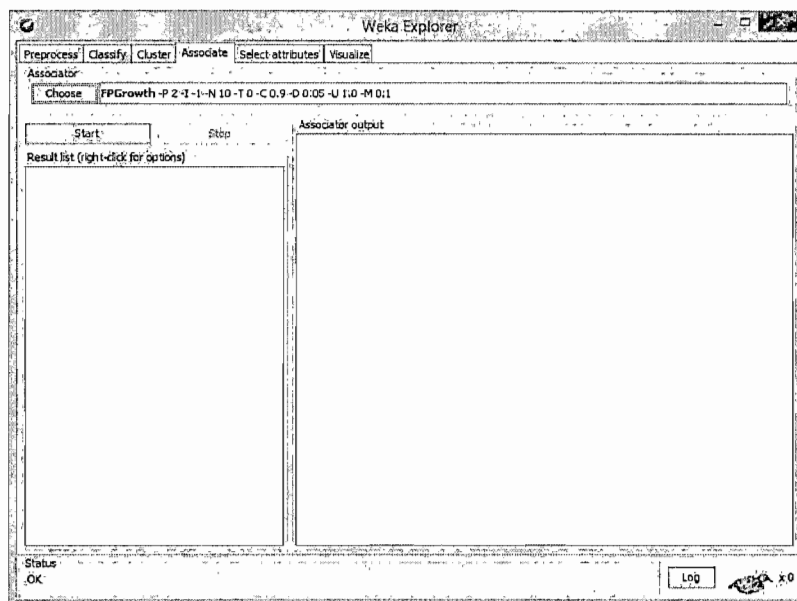 Weka Explorer
Preprocess Classify Cluster Associate Select attributes Visualize
Associator
Choose FPGrowth -P 2 -I -1 -N 10 -T 0 -C 0.9 -D 0.05 -U 1.0 -M 0.1
Start Stop
Associator output
Result list (right-click for options)
Status
OK
Log
x 0